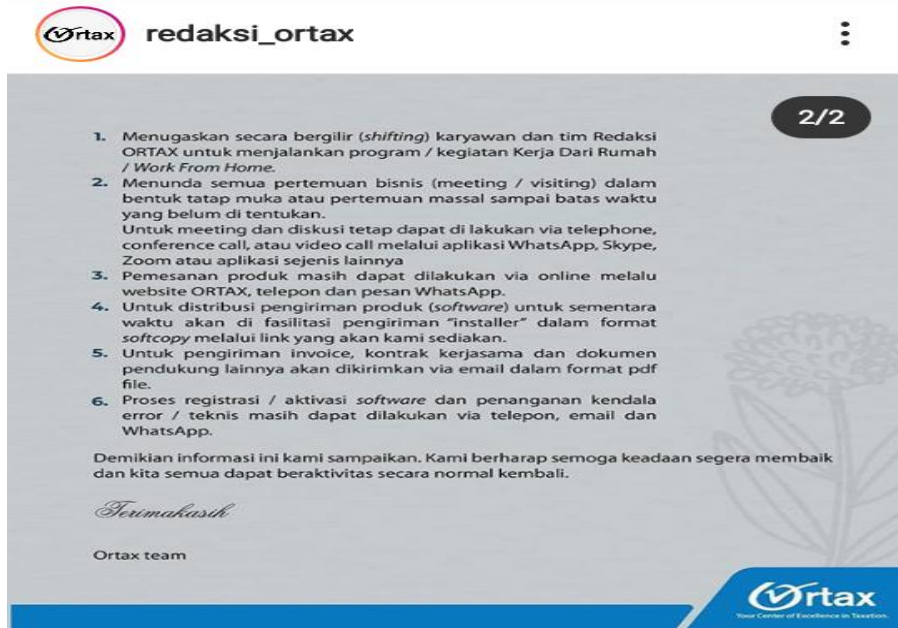 Ortax redaksi_ortax
2/2
1. Menugaskan secara bergilir (shifting) karyawan dan tim Redaksi
ORTAX untuk menjalankan program / kegiatan Kerja Dari Rumah
/ Work From Home.
2. Menunda semua pertemuan bisnis (meeting / visiting) dalam
bentuk tatap muka atau pertemuan massal sampai batas waktu
yang belum di tentukan.
Untuk meeting dan diskusi tetap dapat di lakukan via telephone,
conference call, atau video call melalui aplikasi WhatsApp, Skype,
Zoom atau aplikasi sejenis lainnya
3. Pemesanan produk masih dapat dilakukan via online melalu
website ORTAX, telepon dan pesan WhatsApp.
4. Untuk distribusi pengiriman produk (software) untuk sementara
waktu akan di fasilitasi pengiriman “installer” dalam format
softcopy melalui link yang akan kami sediakan.
5. Untuk pengiriman invoice, kontrak kerjasama dan dokumen
pendukung lainnya akan dikirimkan via email dalam format pdf
file.
6. Proses registrasi / aktivasi software dan penanganan kendala
error / teknis masih dapat dilakukan via telepon, email dan
WhatsApp.
Demikian informasi ini kami sampaikan. Kami berharap semoga keadaan segera membaik
dan kita semua dapat beraktivitas secara normal kembali.
Terimakasih
Ortax team
Ortax
Your Center of Excellence in Taxation.